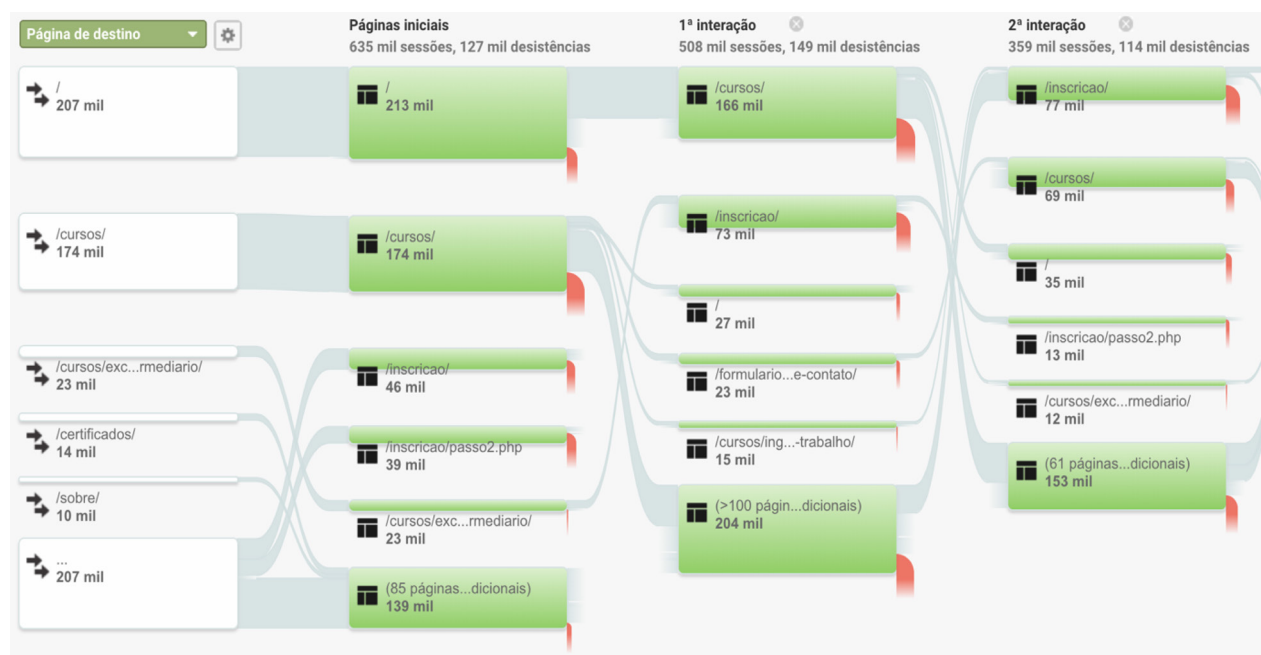 Página de destino
/
207 mil
/cursos/
174 mil
/cursos/exc...rmediario/
23 mil
/certificados/
14 mil
/sobre/
10 mil
...
207 mil
Páginas iniciais
635 mil sessões, 127 mil desistências
/
213 mil
/cursos/
174 mil
/inscricao/
46 mil
/inscricao/passo2.php
39 mil
/cursos/exc...rmediario/
23 mil
(85 páginas...dicionais)
139 mil
1ª interação
508 mil sessões, 149 mil desistências
/cursos/
166 mil
/inscricao/
73 mil
/
27 mil
/formulario...e-contato/
23 mil
/cursos/ing...-trabalho/
15 mil
(>100 págin...dicionais)
204 mil
2ª interação
359 mil sessões, 114 mil desistências
/inscricao/
77 mil
/cursos/
69 mil
/
35 mil
/inscricao/passo2.php
13 mil
/cursos/exc...rmediario/
12 mil
(61 páginas...dicionais)
153 mil